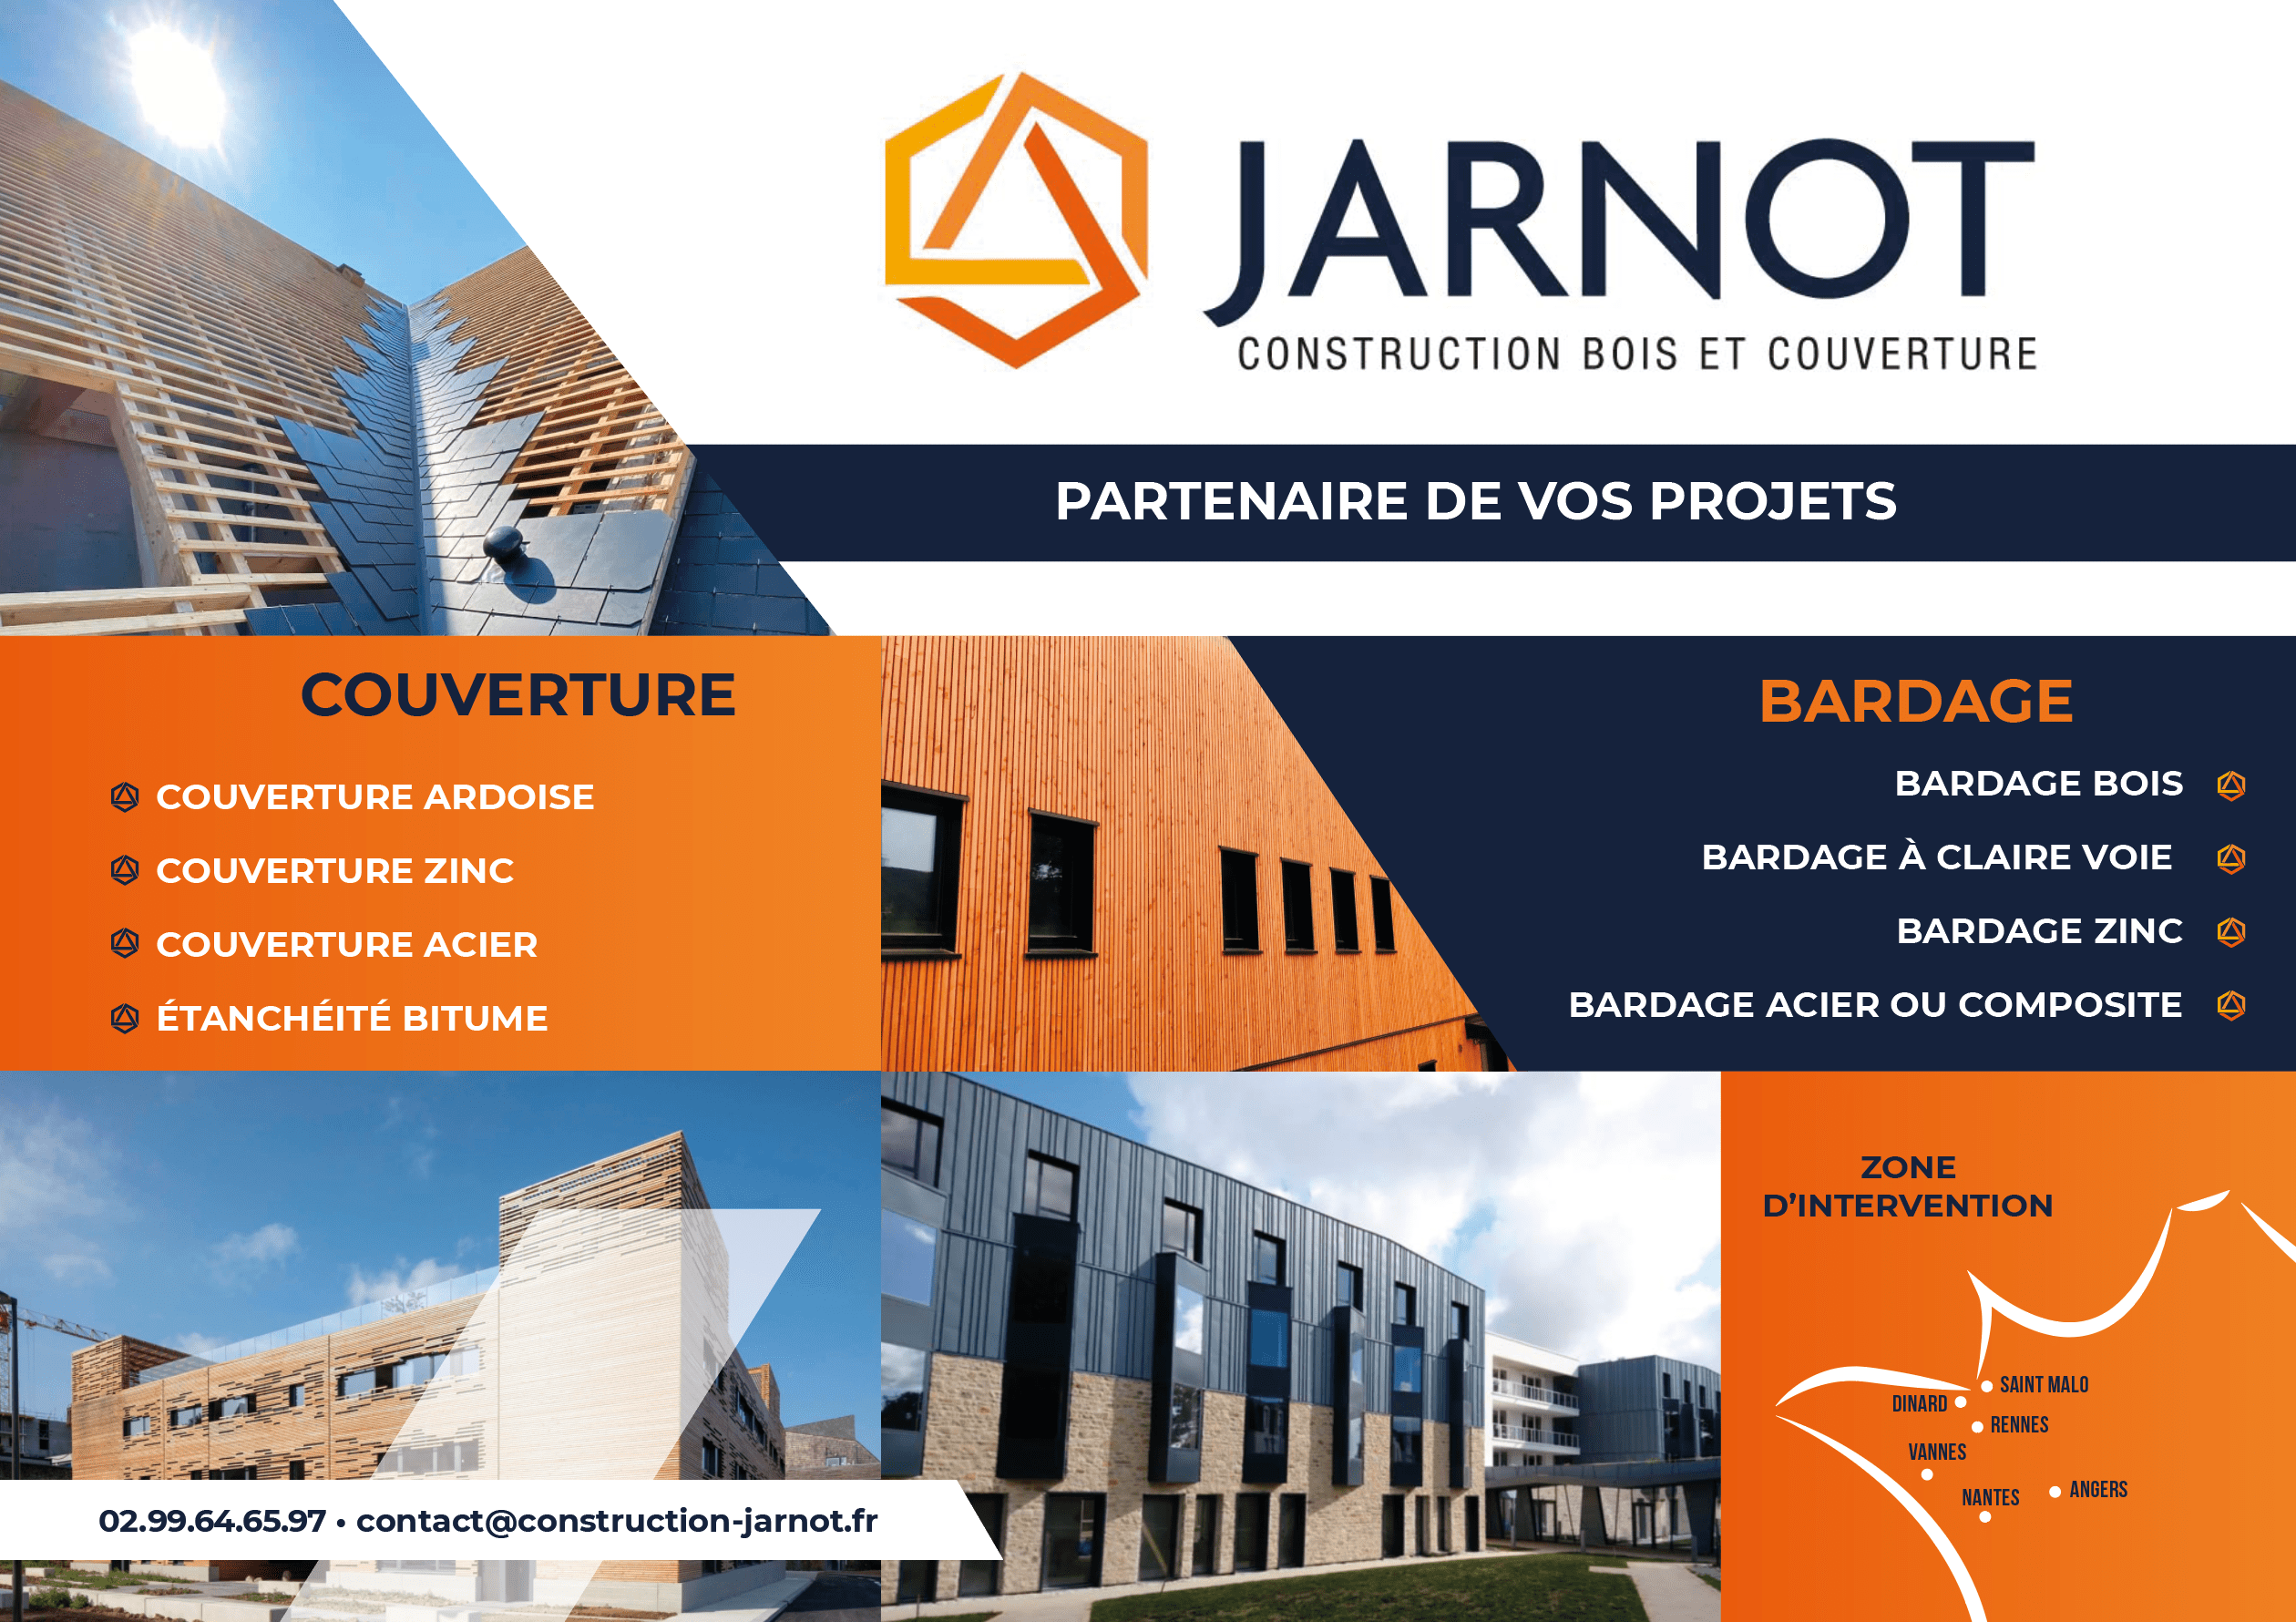 JARNOT
CONSTRUCTION BOIS ET COUVERTURE
PARTENAIRE DE VOS PROJETS
COUVERTURE
COUVERTURE ARDOISE
COUVERTURE ZINC
COUVERTURE ACIER
ÉTANCHÉITÉ BITUME
BARDAGE
BARDAGE BOIS
BARDAGE À CLAIRE VOIE
BARDAGE ZINC
BARDAGE ACIER OU COMPOSITE
ZONE
D’INTERVENTION
SAINT MALO
DINARD
RENNES
VANNES
ANGERS
NANTES
02.99.64.65.97 • contact@construction-jarnot.fr